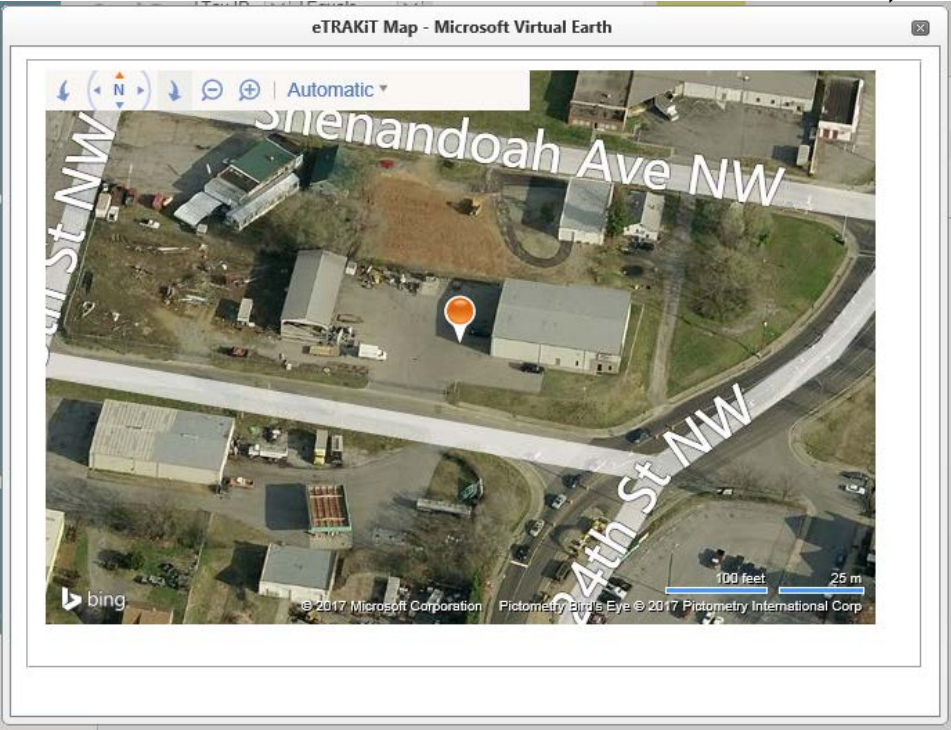 eTRAKiT Map - Microsoft Virtual Earth
N
Automatic
Shenandoah Ave NW
St NW
24th St NW
100 feet
25 m
bing
© 2017 Microsoft Corporation
Pictometry Bird's Eye © 2017 Pictometry International Corp